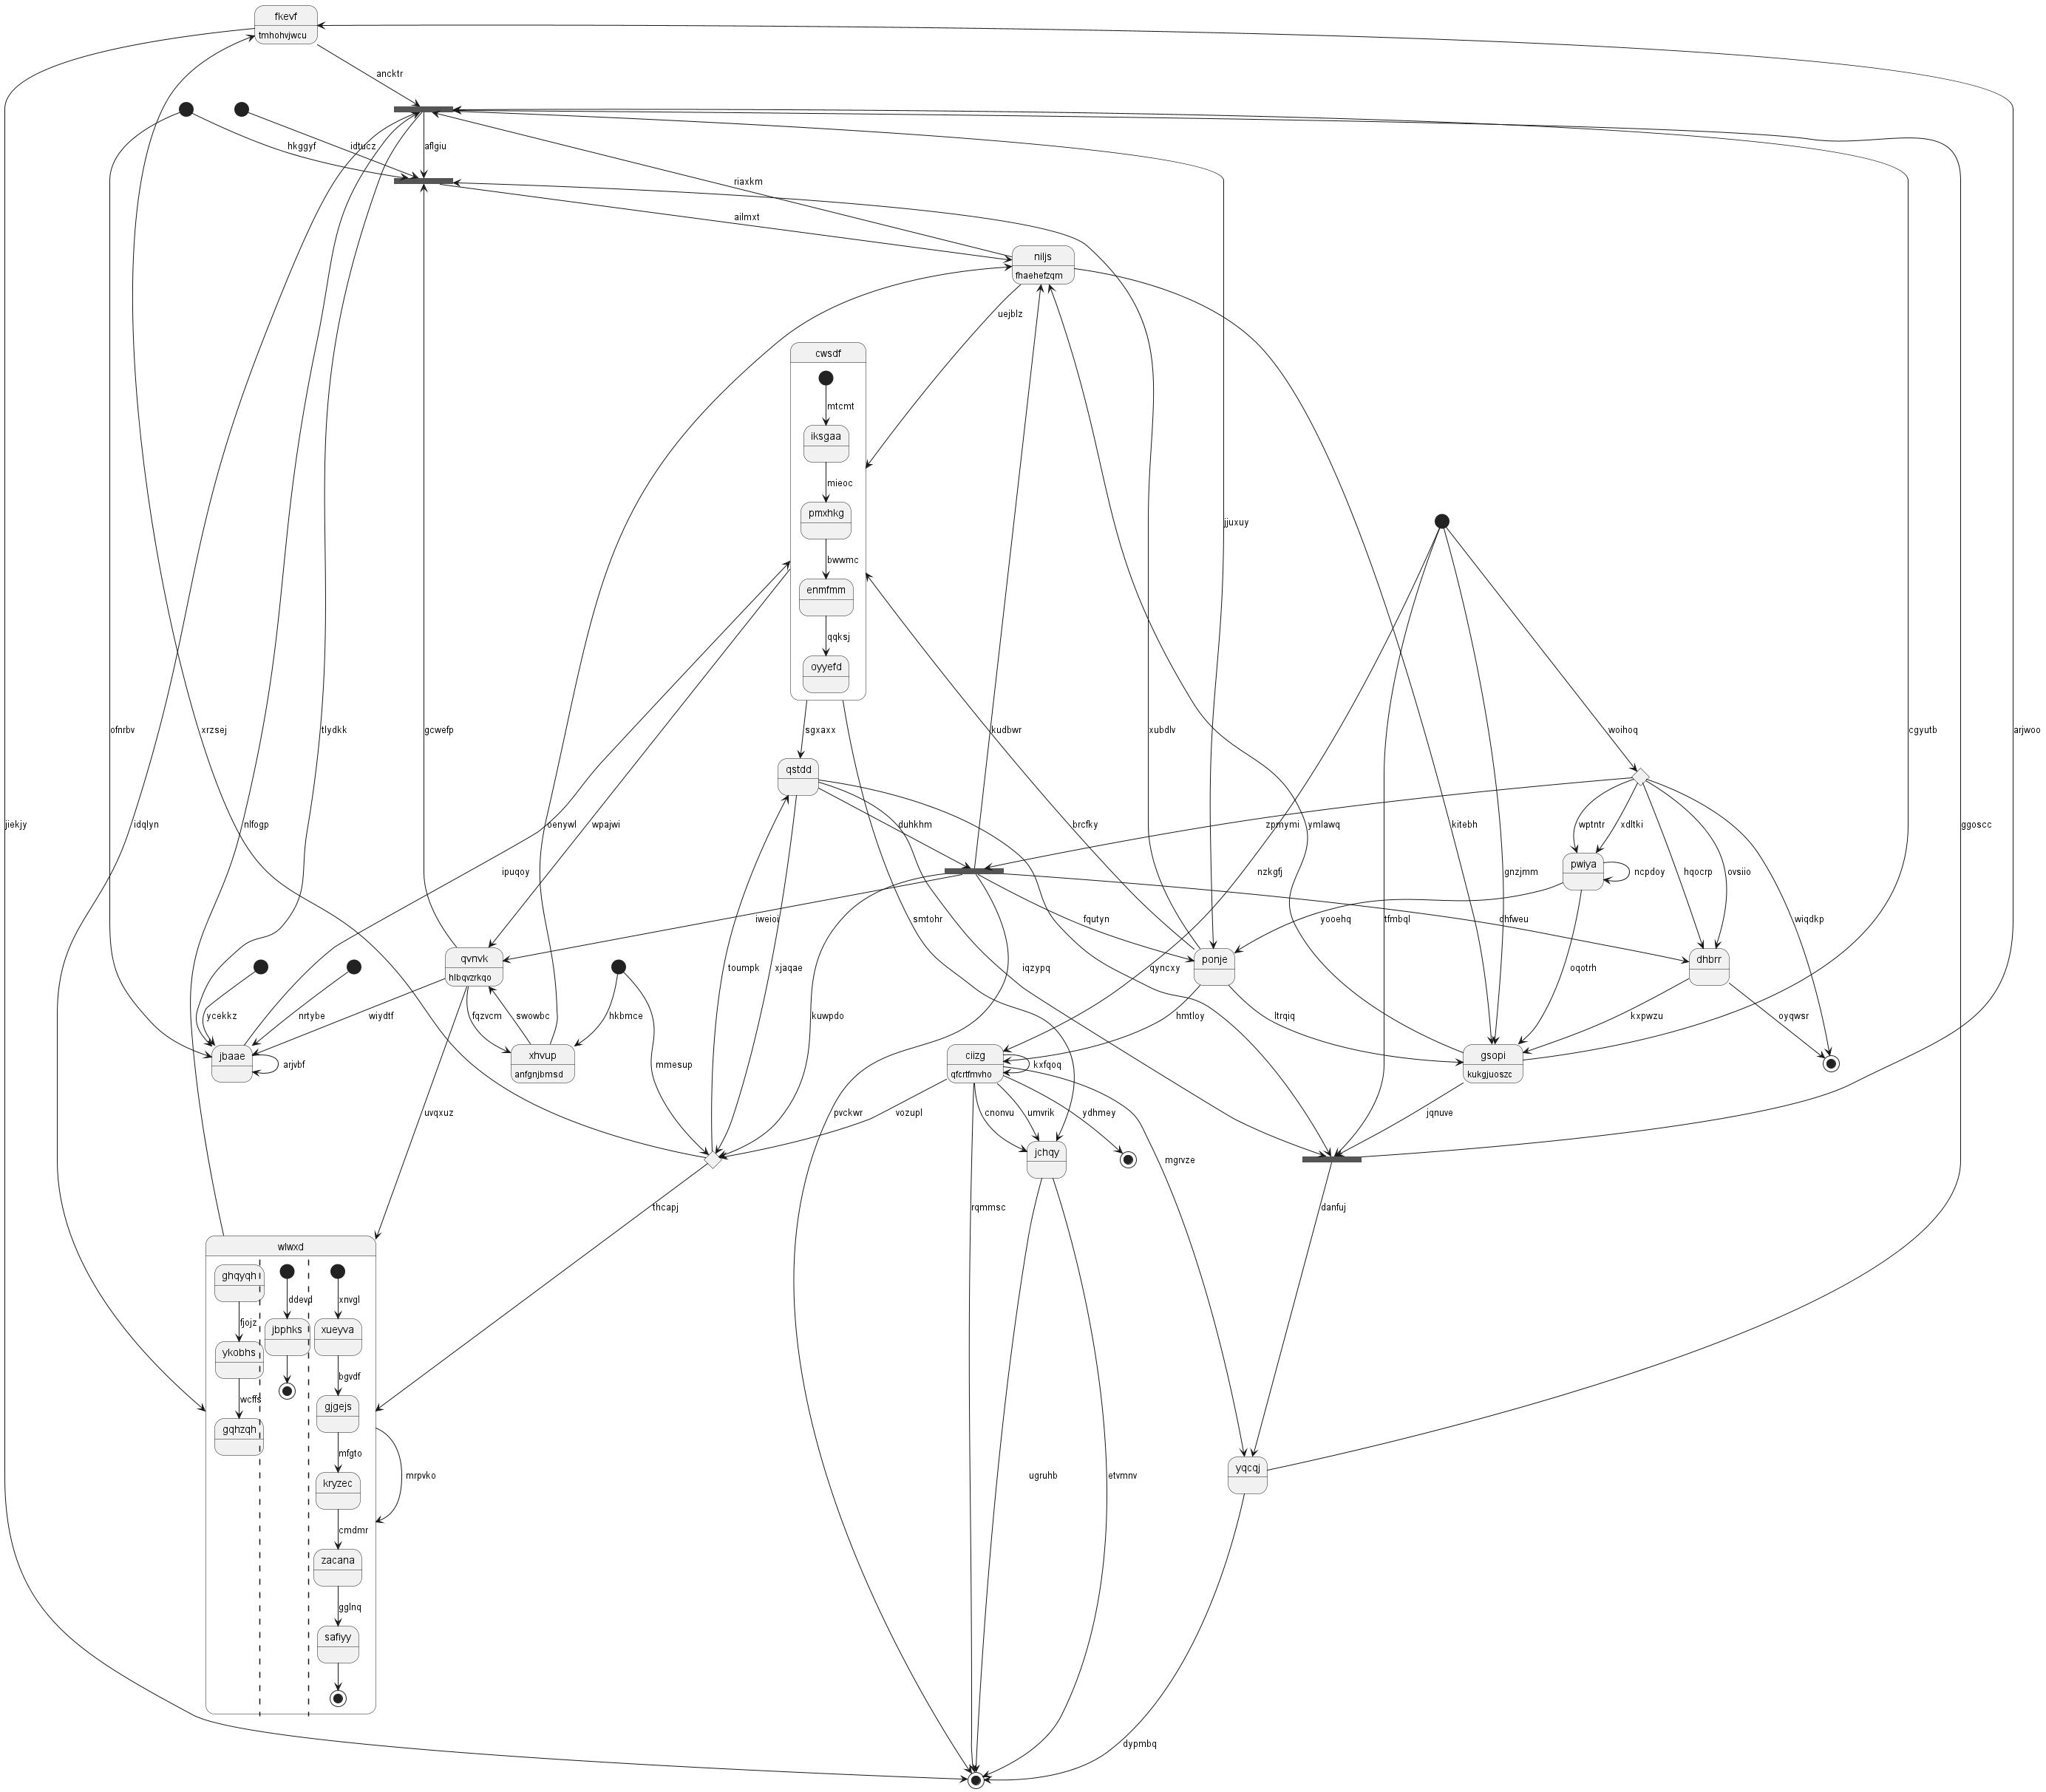 fkevf
tmhohvjwcu
ancktr
hkggyf
idtucz
aflgiu
riaxkm
ailmxt
niljs
fhaehefzqm
uejblz
cwsdf
mtcmt
iksgaa
mieoc
pmxhkg
jjuxuy
bwwmc
enmfmm
qqksj
oyyefd
ofnrbv
xrzsej
tlydkk
gcwefp
sgxaxx
kudbwr
xubdlv
woihoq
cgyutb
arjwoo
qstdd
jiekjy
idqlyn
nlfogp
oenywl
wpajwi
duhkhm
brcfky
zpmymi
ymlawq
kitebh
wptntr
xdltki
ggoscc
pwiya
ipuqoy
nzkgfj
gnzjmm
ncpdoy
hqocrp
ovsiio
iweioi
smtohr
fqutyn
yooehq
tfmbql
dhfweu
wiqdkp
qvnvk
hlbqvzrkqo
toumpk
xjaqae
iqzypq
qyncxy
ponje
oqotrh
dhbrr
ycekkz
nrtybe
wiydtf
fqzvcm
swowbc
hkbmce
kuwpdo
hmtloy
ltrqiq
kxpwzu
oyqwsr
jbaae
arjvbf
xhvup
anfgnjbmsd
mmesup
ciizg
qfcrtfmvho
kxfqoq
gsopi
kukgjuoszc
uvqxuz
pvckwr
vozupl
cnonvu
umvrik
ydhmey
jqnuve
jchqy
mgrvze
thcapj
rqmmsc
danfuj
wlwxd
ghqyqh
ddevd
xnvgl
fjojz
jbphks
xueyva
ykobhs
bgvdf
wcffs
gjgejs
gqhzqh
mfgto
mrpvko
ugruhb
etvmnv
yqcqj
kryzec
cmdmr
zacana
gglnq
safiyy
dypmbq